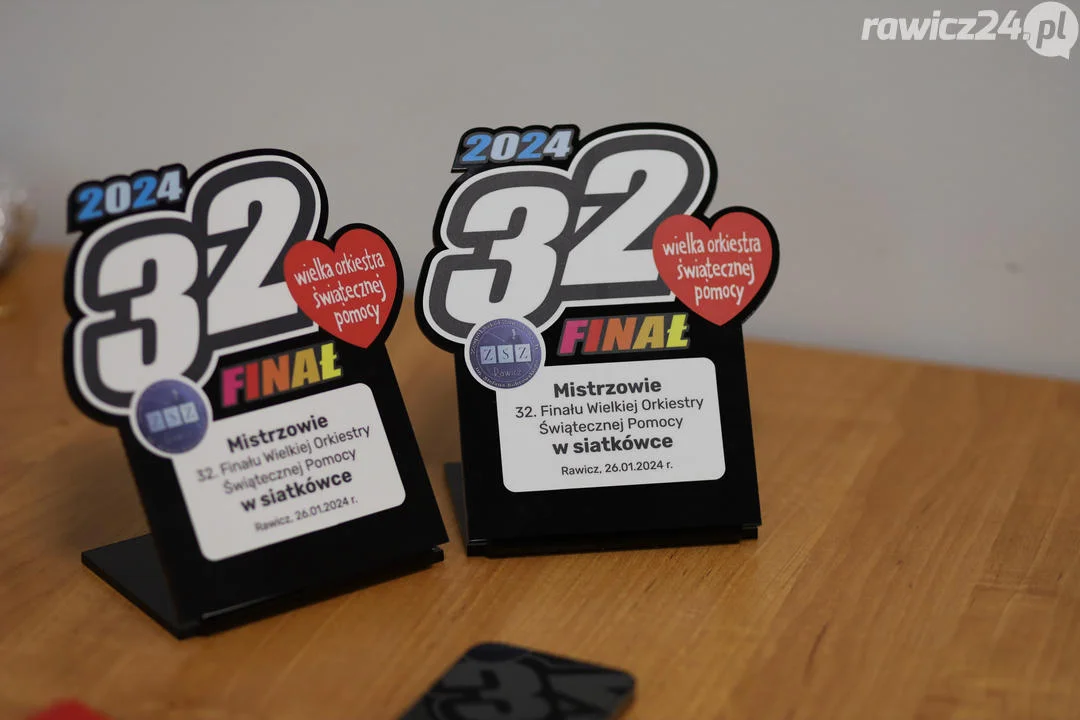 rawicz24.pl
2024
32
wielka orkiestra
świątecznej
pomocy
FINAŁ
ZSZ
Mistrzowie
32. Finału Wielkiej Orkiestry
Świątecznej Pomocy
w siatkówce
Rawicz, 26.01.2024 r.
2024
32
wielka orkiestra
świątecznej
pomocy
FINAŁ
ZSZ
Rawicz
Mistrzowie
32. Finału Wielkiej Orkiestry
Świątecznej Pomocy
w siatkówce
Rawicz, 26.01.2024 r.